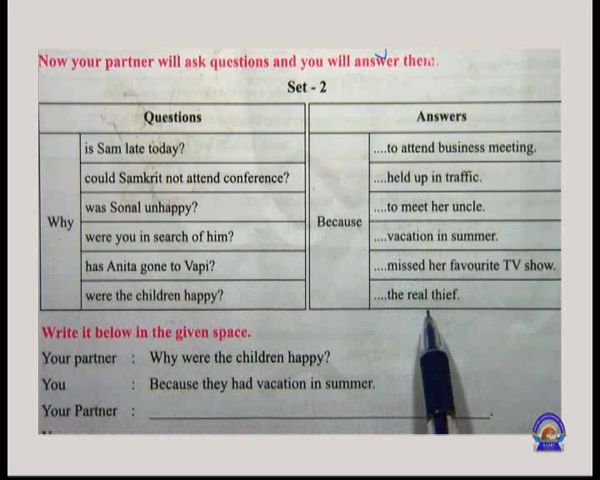 Now your partner will ask questions and you will answer them.
Set - 2
Questions
Answers
Why
is Sam late today?
could Samkrit not attend conference?
was Sonal unhappy?
were you in search of him?
has Anita gone to Vapi?
were the children happy?
Because
....to attend business meeting.
....held up in traffic.
....to meet her uncle.
....vacation in summer.
....missed her favourite TV show.
....the real thief.
Write it below in the given space.
Your partner : Why were the children happy?
You : Because they had vacation in summer.
Your Partner :